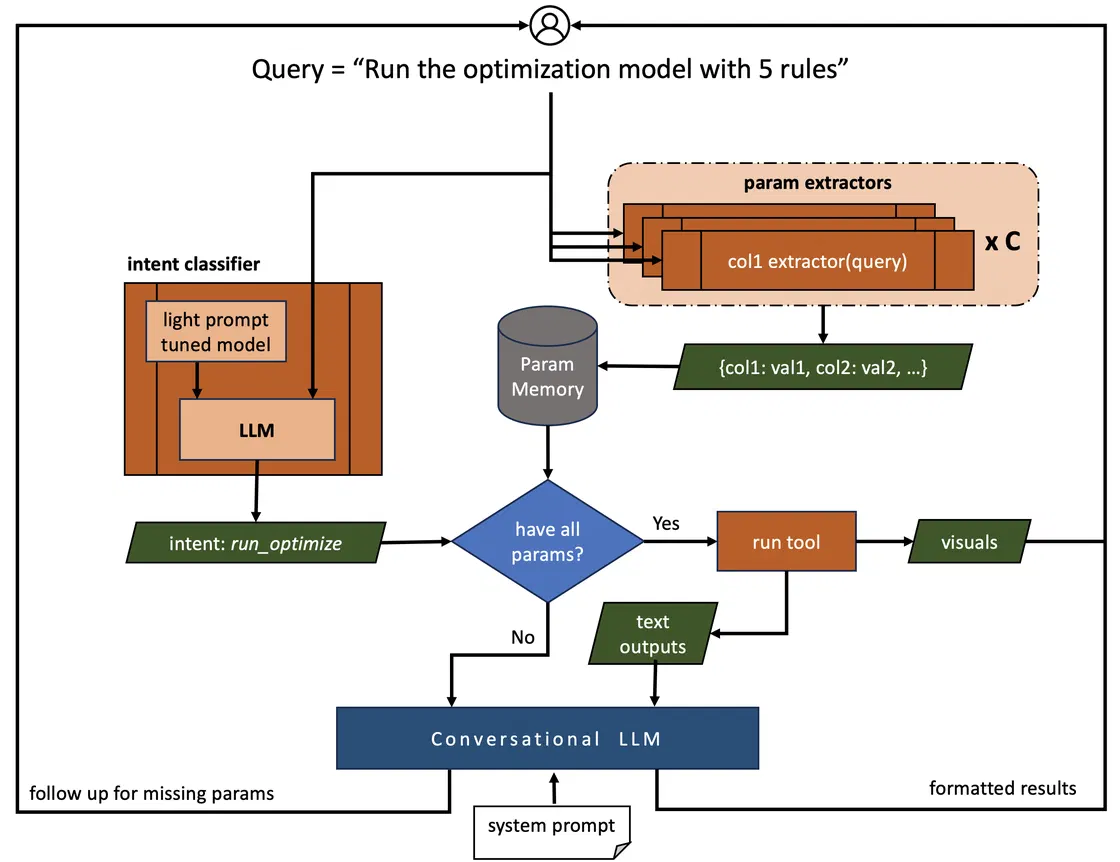 Query = “Run the optimization model with 5 rules”
param extractors
col1 extractor(query)
x C
intent classifier
light prompt
tuned model
LLM
Param
Memory
{col1: val1, col2: val2, ...}
intent: run_optimize
have all
params?
Yes
run tool
visuals
No
text
outputs
Conversational LLM
follow up for missing params
formatted results
system prompt